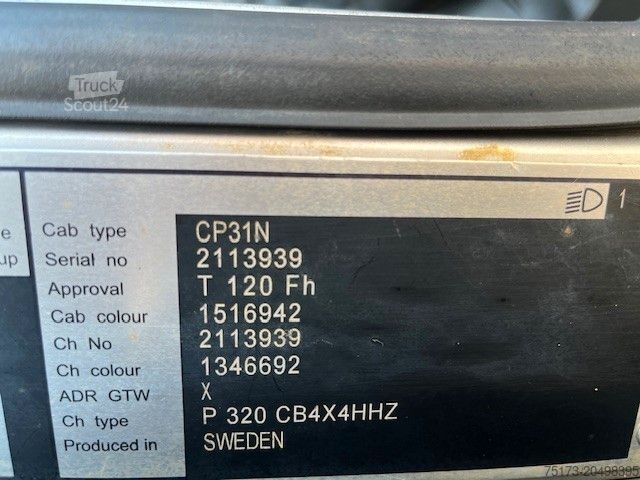 Truck
Scout24
1
e
up
Cab type CP31N
Serial no 2113939
Approval T 120 Fh
Cab colour 1516942
Ch No 2113939
Ch colour 1346692
ADR GTW X
Ch type P 320 CB4X4HHZ
Produced in SWEDEN
75173-20498395